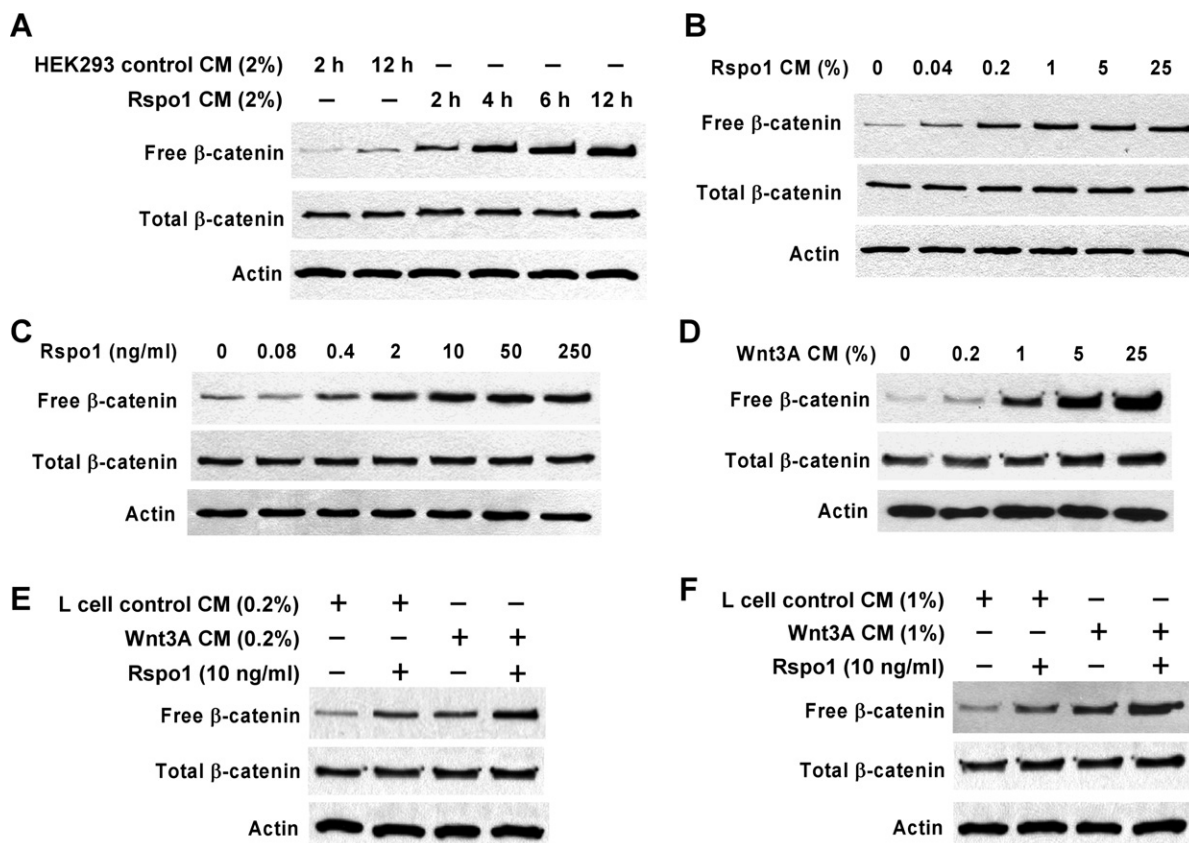 A
HEK293 control CM (2%) 2 h 12 h – – – –
Rspo1 CM (2%) – – 2 h 4 h 6 h 12 h
Free β-catenin
Total β-catenin
Actin
B
Rspo1 CM (%) 0 0.04 0.2 1 5 25
Free β-catenin
Total β-catenin
Actin
C
Rspo1 (ng/ml) 0 0.08 0.4 2 10 50 250
Free β-catenin
Total β-catenin
Actin
D
Wnt3A CM (%) 0 0.2 1 5 25
Free β-catenin
Total β-catenin
Actin
E
L cell control CM (0.2%) + + – –
Wnt3A CM (0.2%) – – + +
Rspo1 (10 ng/ml) – + – +
Free β-catenin
Total β-catenin
Actin
F
L cell control CM (1%) + + – –
Wnt3A CM (1%) – – + +
Rspo1 (10 ng/ml) – + – +
Free β-catenin
Total β-catenin
Actin